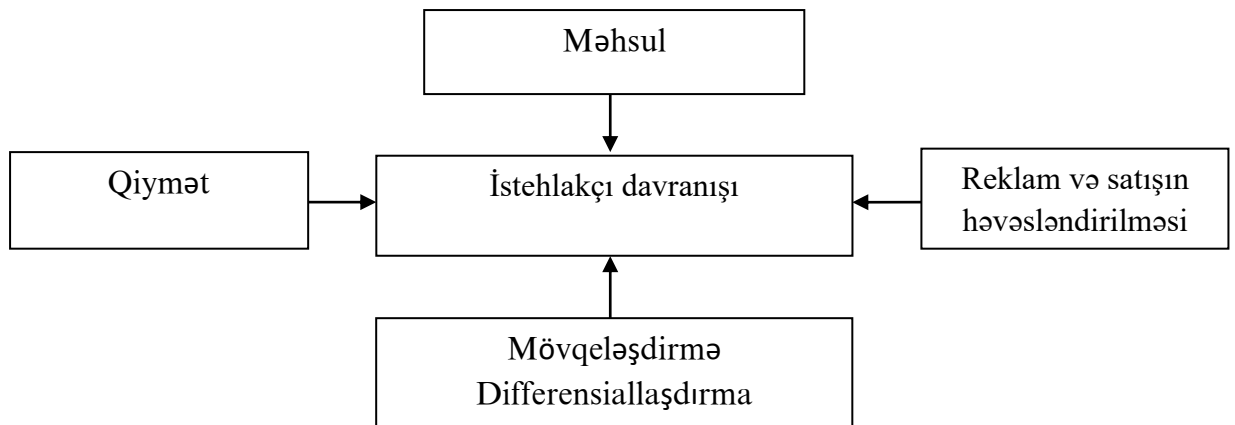 Məhsul
Qiymət
İstehlakçı davranışı
Reklam və satışın
həvəsləndirilməsi
Mövqeləşdirmə
Differensiallaşdırma